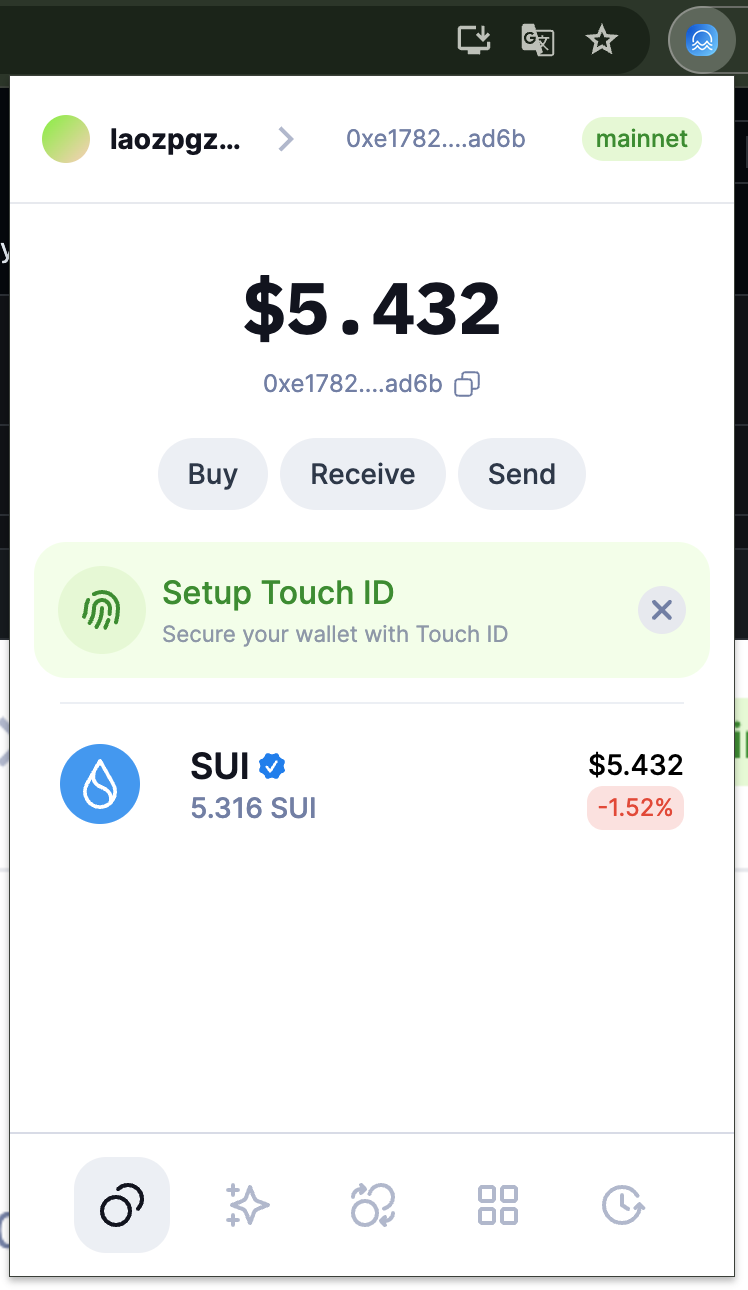 laozpgz...
0xe1782....ad6b
mainnet
$5.432
0xe1782....ad6b
Buy
Receive
Send
Setup Touch ID
Secure your wallet with Touch ID
SUI
$5.432
5.316 SUI
-1.52%